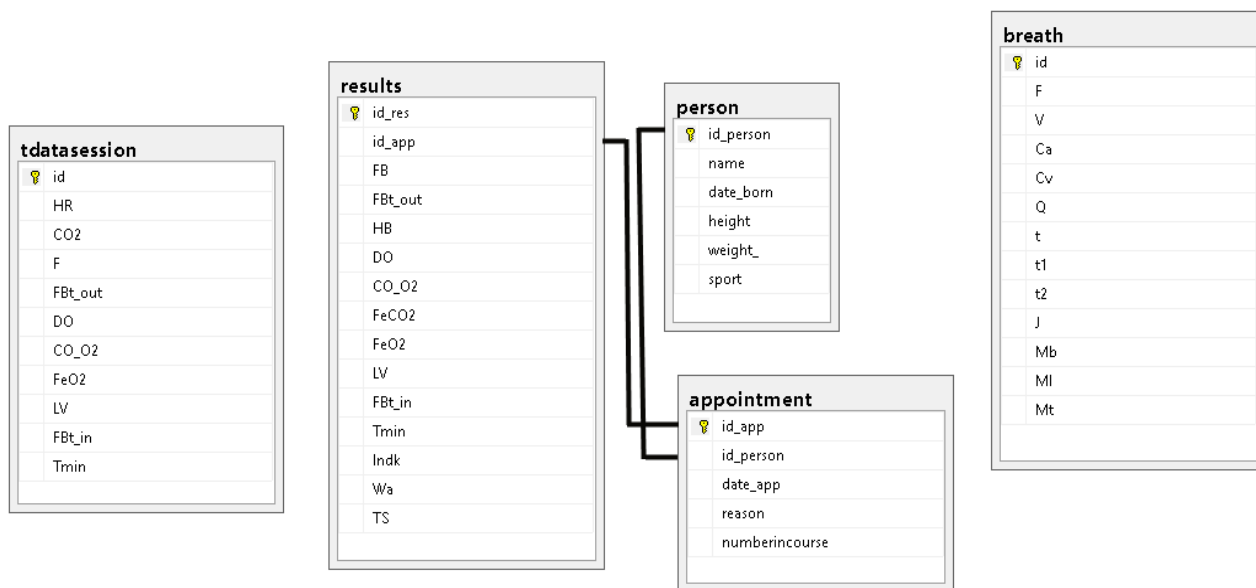 tdatasession
id
HR
CO2
F
FBt_out
DO
CO_O2
FeO2
LV
FBt_in
Tmin
results
id_res
id_app
FB
FBt_out
HB
DO
CO_O2
FeCO2
FeO2
LV
FBt_in
Tmin
Indk
Wa
TS
person
id_person
name
date_born
height
weight_
sport
appointment
id_app
id_person
date_app
reason
numberincourse
breath
id
F
V
Ca
Cv
Q
t
t1
t2
J
Mb
Ml
Mt